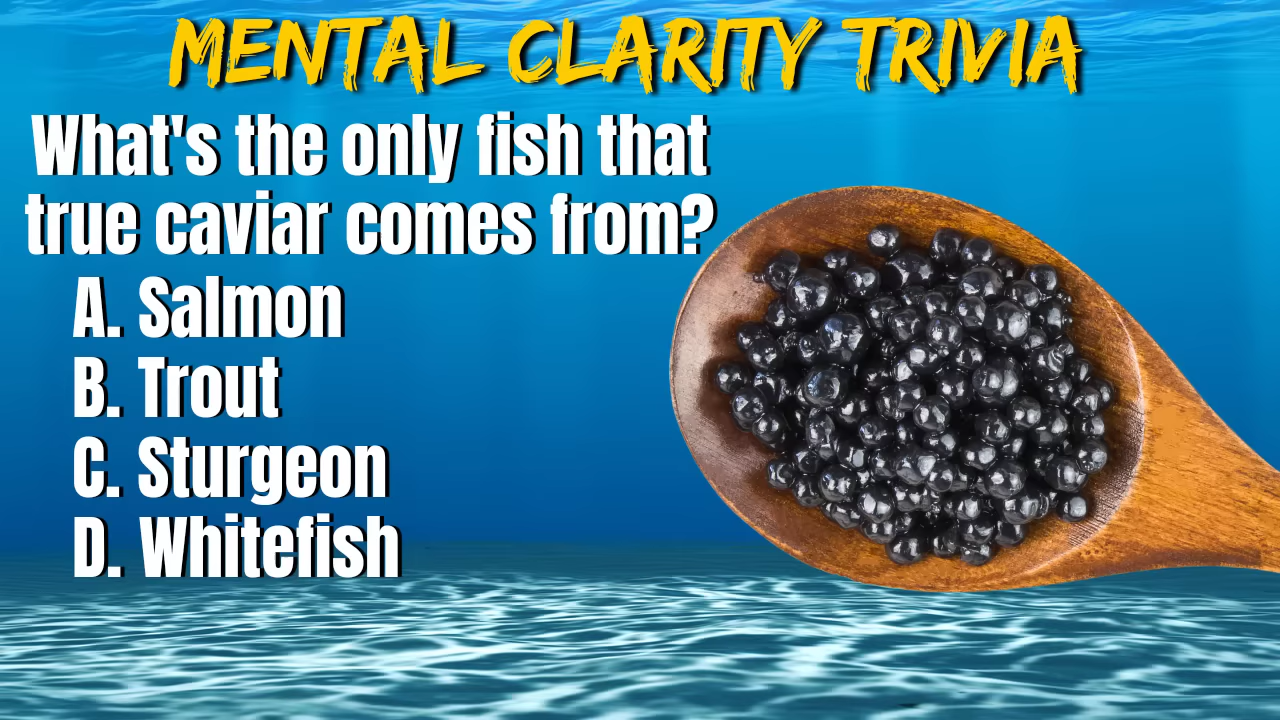 MENTAL CLARITY TRIVIA
What's the only fish that
true caviar comes from?
A. Salmon
B. Trout
C. Sturgeon
D. Whitefish